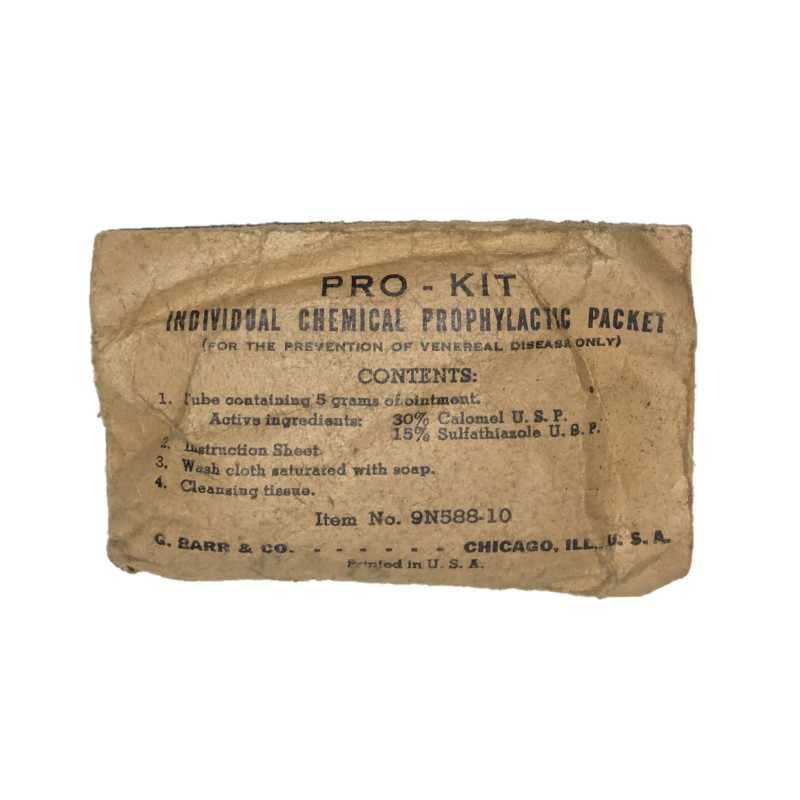 PRO - KIT
INDIVIDUAL CHEMICAL PROPHYLACTIC PACKET
(FOR THE PREVENTION OF VENEREAL DISEASE ONLY)
CONTENTS:
1. Tube containing 5 grams of ointment.
Active ingredients: 30% Calomel U. S. P.
15% Sulfathiazole U. S. P.
2. Instruction Sheet.
3. Wash cloth saturated with soap.
4. Cleansing tissue.
Item No. 9N588-10
G. BARR & CO. - - - - - - CHICAGO, ILL., U. S. A.
Printed in U. S. A.